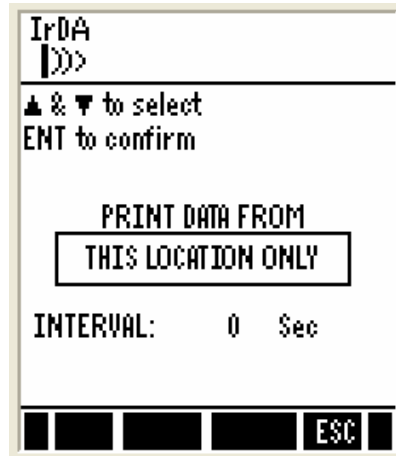 IrDA
▲ & ▼ to select
ENT to confirm
PRINT DATA FROM
THIS LOCATION ONLY
INTERVAL: 0 Sec
ESC